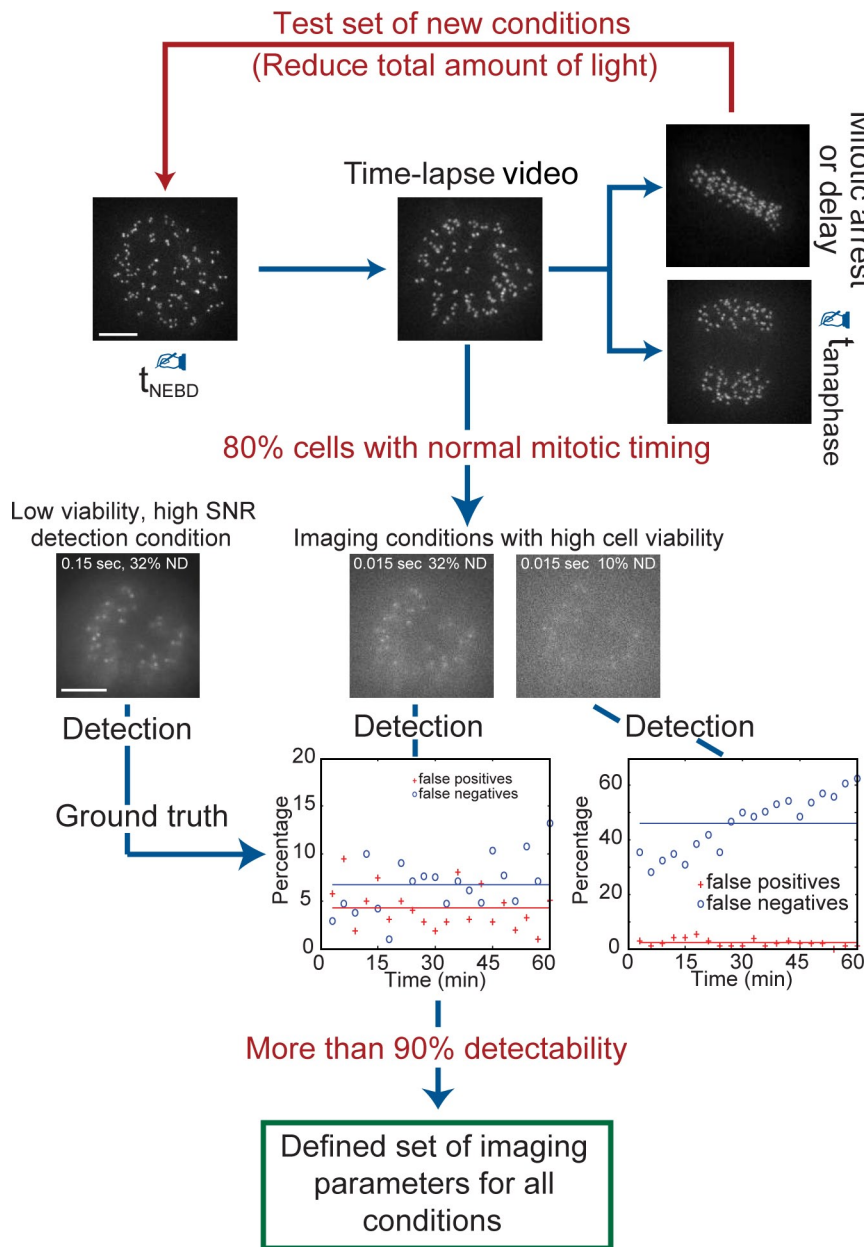 Test set of new conditions
(Reduce total amount of light)
Time-lapse video
Mitotic arrest
or delay
tNEBD
tanaphase
80% cells with normal mitotic timing
Low viability, high SNR
detection condition
Imaging conditions with high cell viability
0.15 sec, 32% ND
0.015 sec 32% ND
0.015 sec 10% ND
Detection
Detection
Detection
Ground truth
20
15
10
5
0
Percentage
+false positives
○false negatives
0 15 30 45 60
Time (min)
60
40
20
0
Percentage
+false positives
○false negatives
0 15 30 45 60
Time (min)
More than 90% detectability
Defined set of imaging
parameters for all
conditions